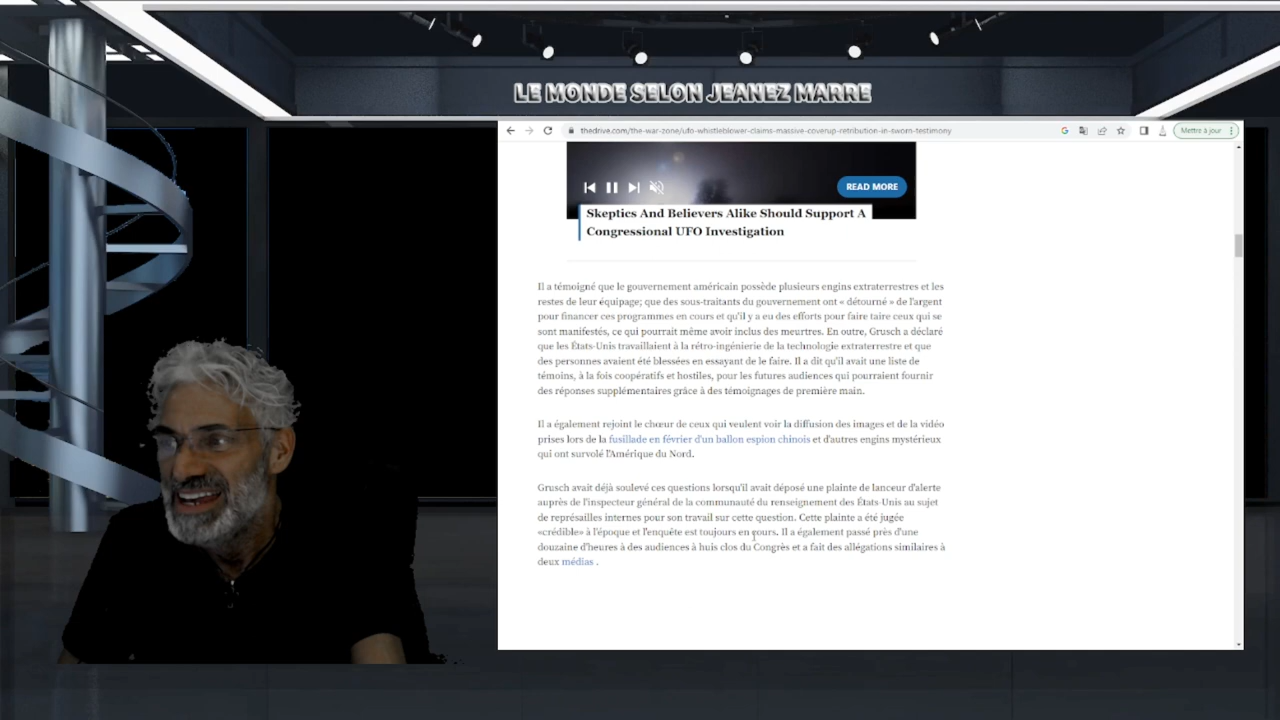 LE MONDE SELON JEANEZ MARRE
thedrive.com/the-war-zone/ufo-whistleblower-claims-massive-coverup-retribution-in-sworn-testimony
Mettre à jour
READ MORE
Skeptics And Believers Alike Should Support A
Congressional UFO Investigation
Il a témoigné que le gouvernement américain possède plusieurs engins extraterrestres et les
restes de leur équipage; que des sous-traitants du gouvernement ont « détourné » de l'argent
pour financer ces programmes en cours et qu'il y a eu des efforts pour faire taire ceux qui se
sont manifestés, ce qui pourrait même avoir inclus des meurtres. En outre, Grusch a déclaré
que les États-Unis travaillaient à la rétro-ingénierie de la technologie extraterrestre et que
des personnes avaient été blessées en essayant de le faire. Il a dit qu'il avait une liste de
témoins, à la fois coopératifs et hostiles, pour les futures audiences qui pourraient fournir
des réponses supplémentaires grâce à des témoignages de première main.
Il a également rejoint le chœur de ceux qui veulent voir la diffusion des images et de la vidéo
prises lors de la fusillade en février d'un ballon espion chinois et d'autres engins mystérieux
qui ont survolé l'Amérique du Nord.
Grusch avait déjà soulevé ces questions lorsqu'il avait déposé une plainte de lanceur d'alerte
auprès de l'inspecteur général de la communauté du renseignement des États-Unis au sujet
de représailles internes pour son travail sur cette question. Cette plainte a été jugée
«crédible» à l'époque et l'enquête est toujours en cours. Il a également passé près d'une
douzaine d'heures à des audiences à huis clos du Congrès et a fait des allégations similaires à
deux médias .